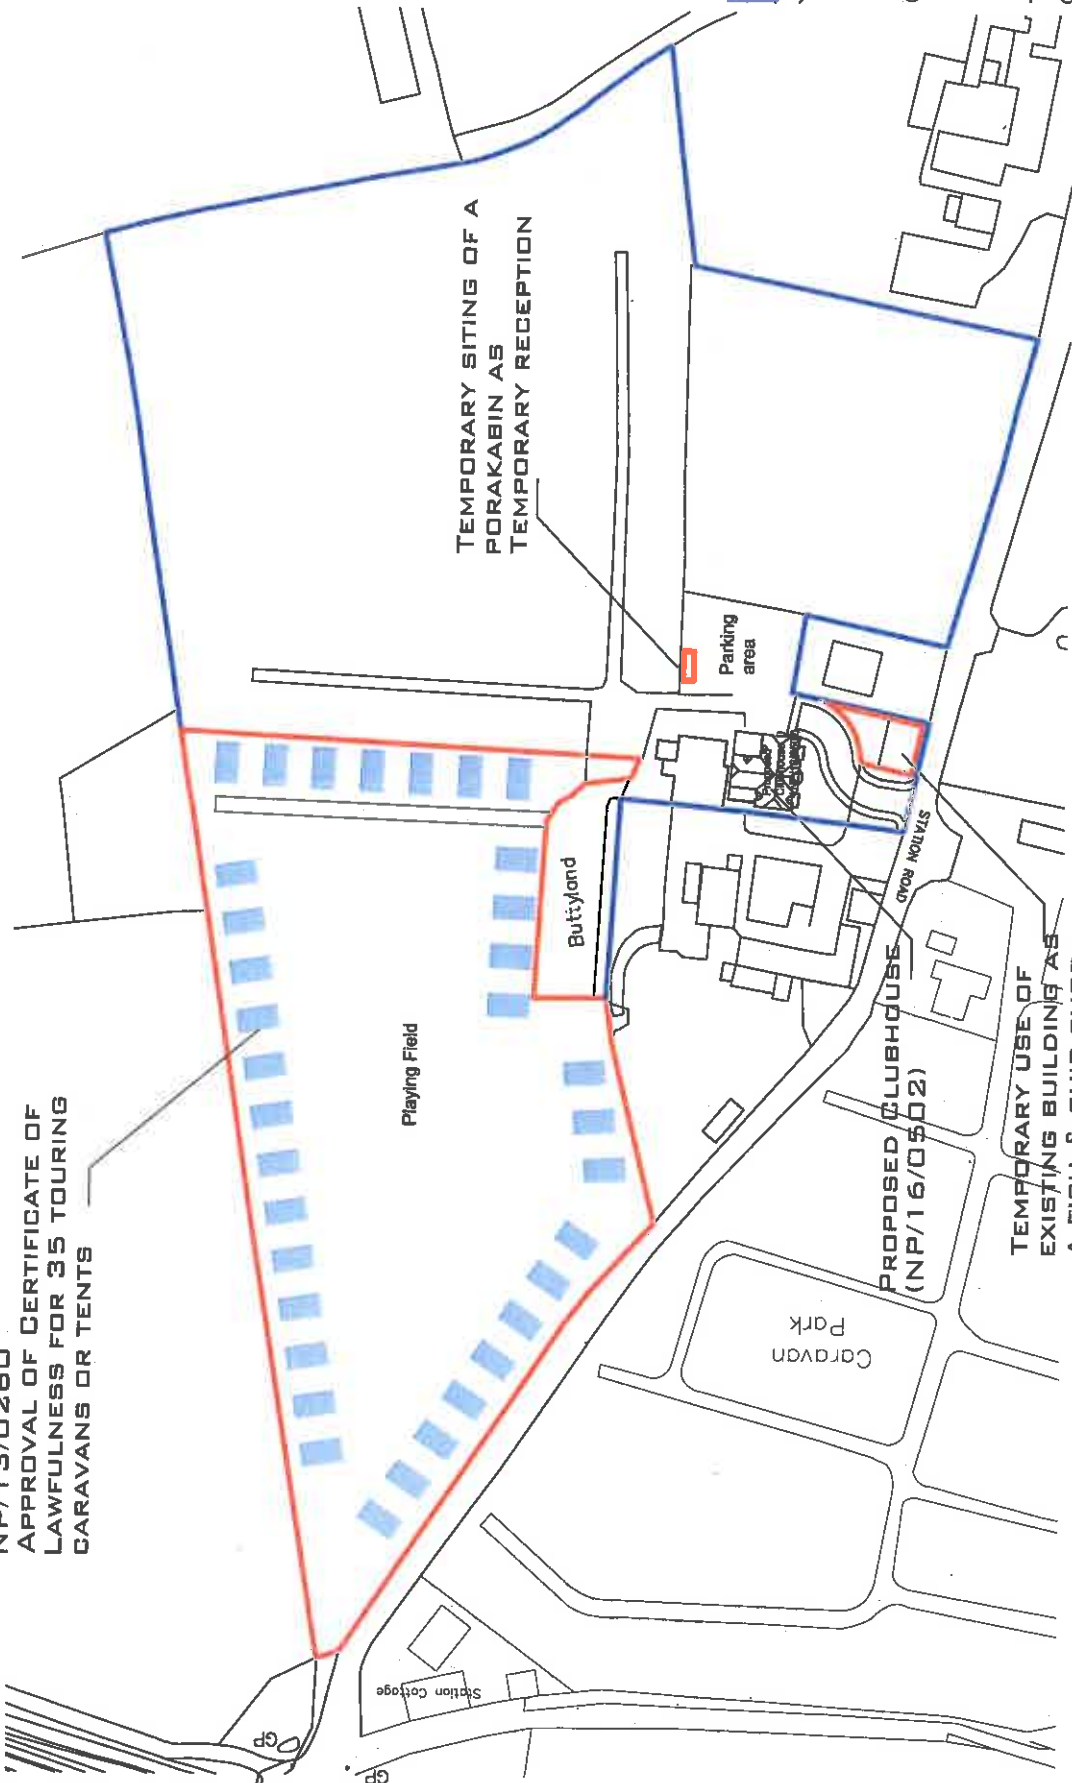 APPROVAL OF CERTIFICATE OF
LAWFULNESS FOR 35 TOURING
CARAVANS OR TENTS
TEMPORARY SITING OF A
PORAKABIN AS
TEMPORARY RECEPTION
Parking
area
Buttyland
Playing Field
STATION ROAD
PROPOSED CLUBHOUSE
(NP/16/0502)
TEMPORARY USE OF
EXISTING BUILDING AS
Caravan
Park
Station Cottage
GP
GP